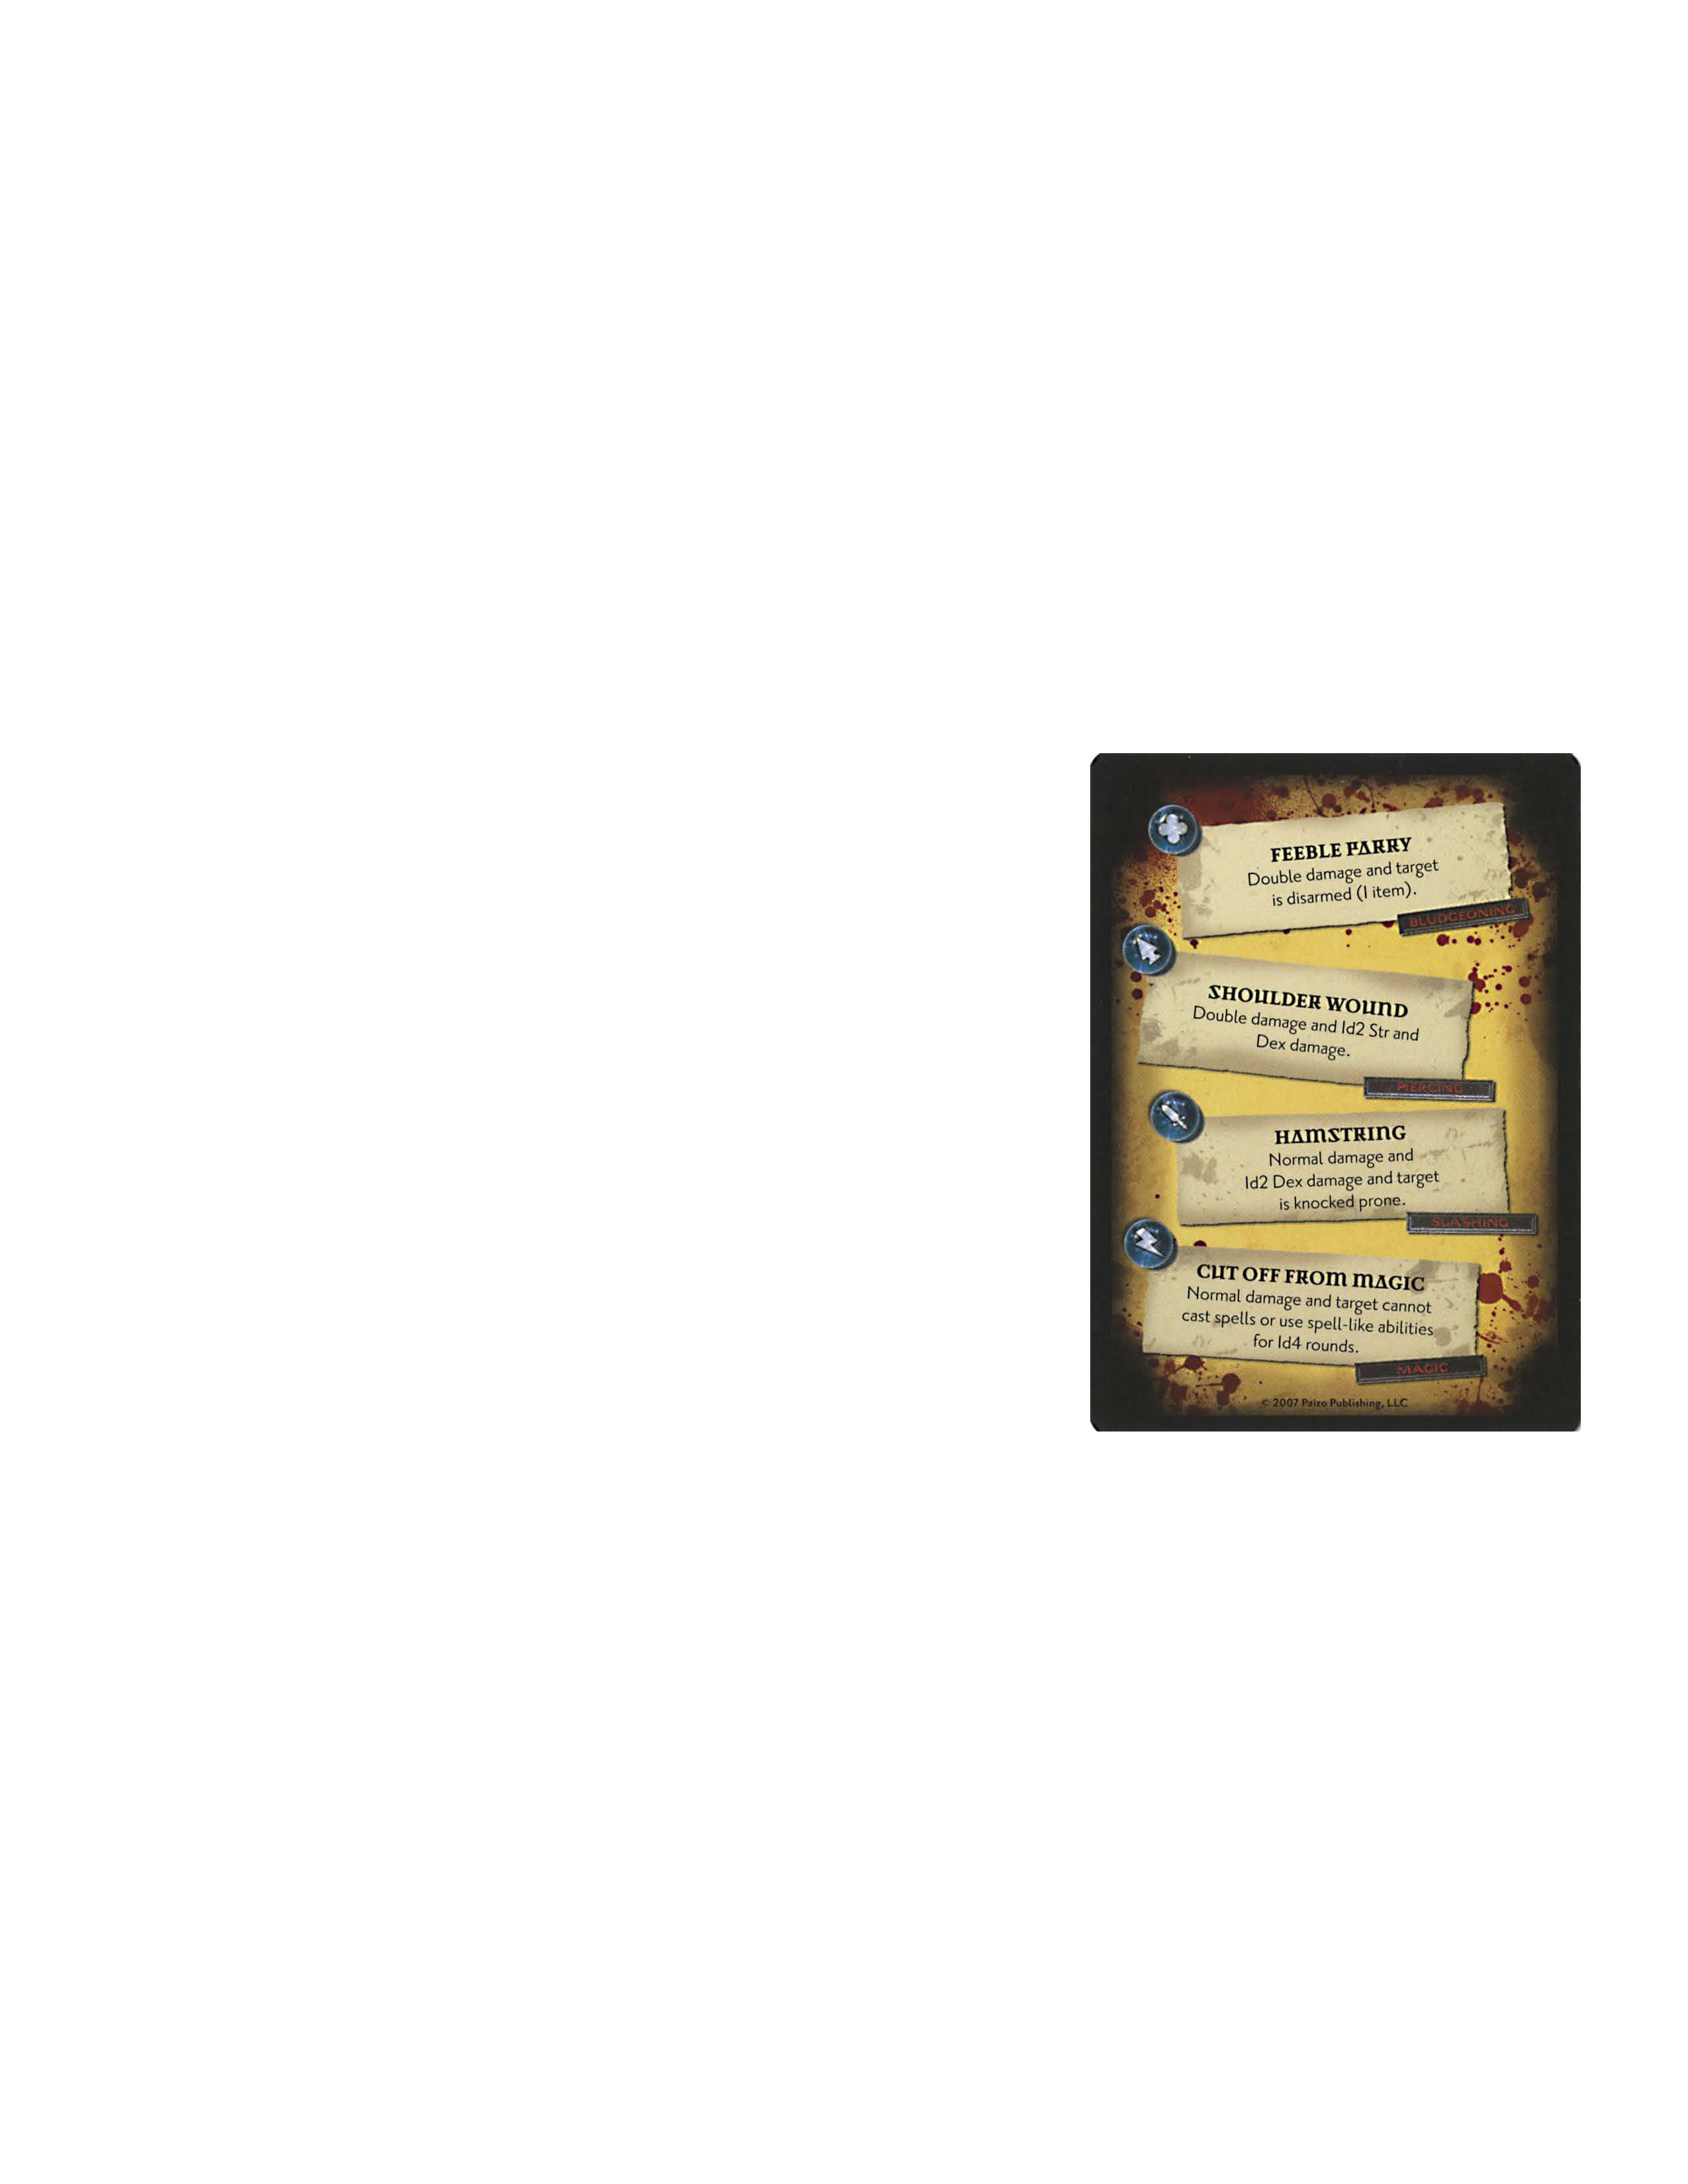 FEEBLE PARRY
Double damage and target
is disarmed (1 item).
BLUDGEONING
SHOULDER WOUND
Double damage and 1d2 Str and
Dex damage.
PIERCING
HAMSTRING
Normal damage and
1d2 Dex damage and target
is knocked prone.
SLASHING
CUT OFF FROM MAGIC
Normal damage and target cannot
cast spells or use spell-like abilities
for 1d4 rounds.
MAGIC
© 2007 Paizo Publishing, LLC